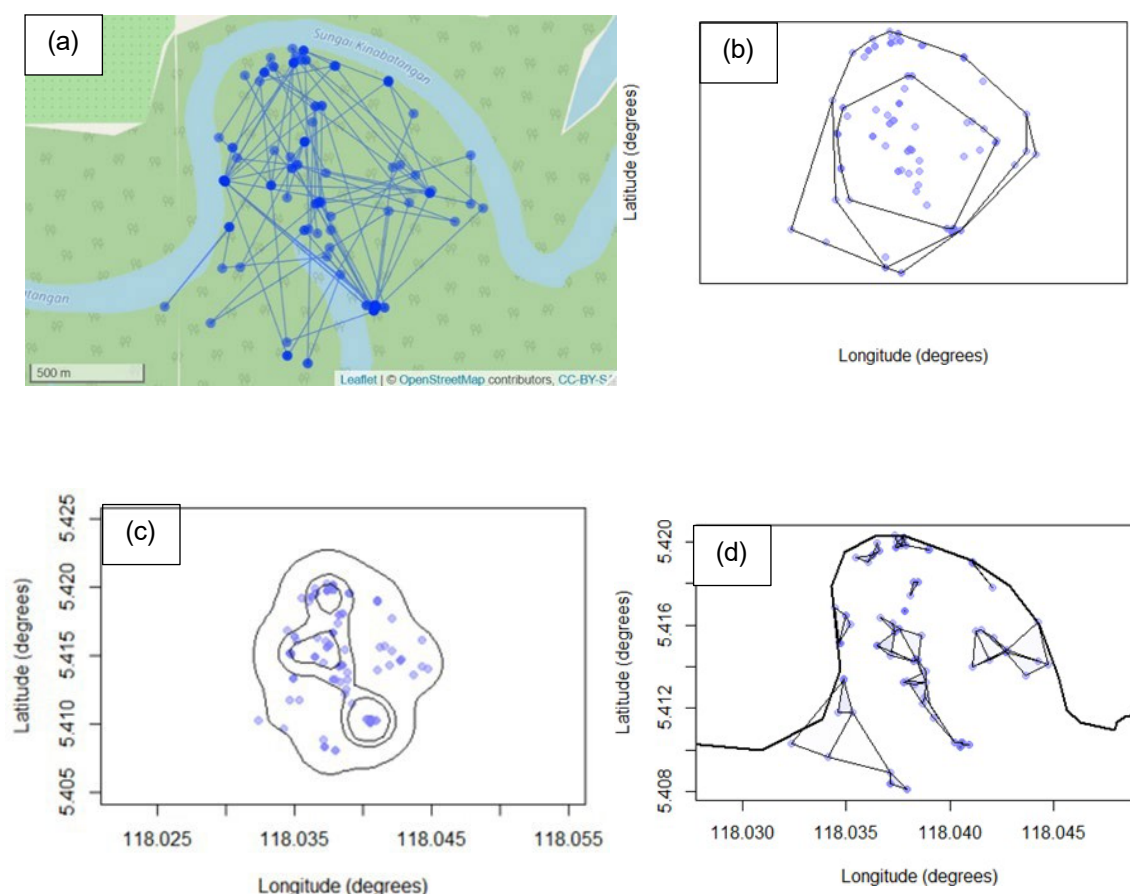 (a)
Sungai Kinabatangan
atangan
500 m
Leaflet | © OpenStreetMap contributors, CC-BY-S
(b)
Latitude (degrees)
Longitude (degrees)
(c)
Latitude (degrees)
5.425
5.420
5.415
5.410
5.405
118.025
118.035
118.045
118.055
Longitude (degrees)
(d)
Latitude (degrees)
5.420
5.416
5.412
5.408
118.030
118.035
118.040
118.045
Longitude (degrees)